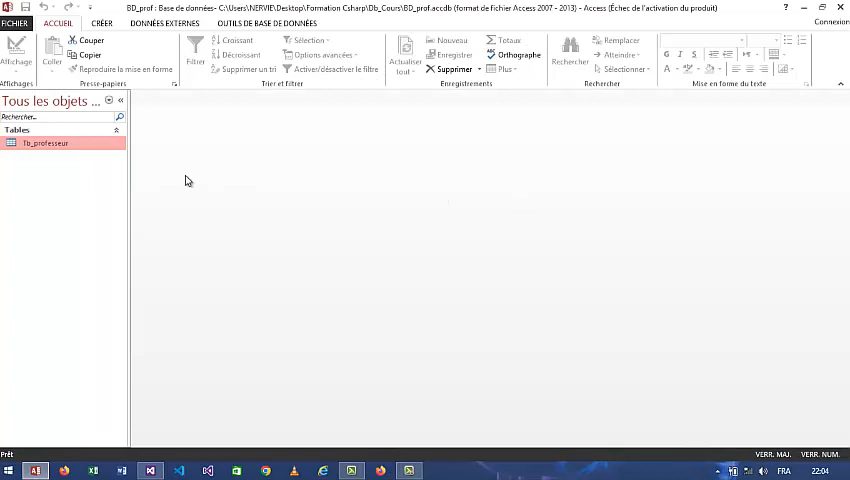 BD_prof : Base de données- C:\Users\NERVIE\Desktop\Formation Csharp\Db_Cours\BD_prof.accdb (format de Fichier Access 2007 - 2013) - Access (Échec de l'activation du produit)
FICHIER ACCUEIL CRÉER DONNÉES EXTERNES OUTILS DE BASE DE DONNÉES Connexion
Affichage
Affichages
Coller
Couper
Copier
Reproduire la mise en forme
Presse-papiers
Filtrer
Croissant
Décroissant
Supprimer un tri
Sélection
Options avancées
Activer/désactiver le filtre
Trier et filtrer
Actualiser
tout
Nouveau
Enregistrer
Supprimer
Totaux
Orthographe
Plus
Enregistrements
Rechercher
Remplacer
Atteindre
Sélectionner
Rechercher
G I S
A
Mise en forme du texte
Tous les objets ...
Rechercher...
Tables
Tb_professeur
Prêt
VERR. MAJ. VERR. NUM.
FRA 22:04